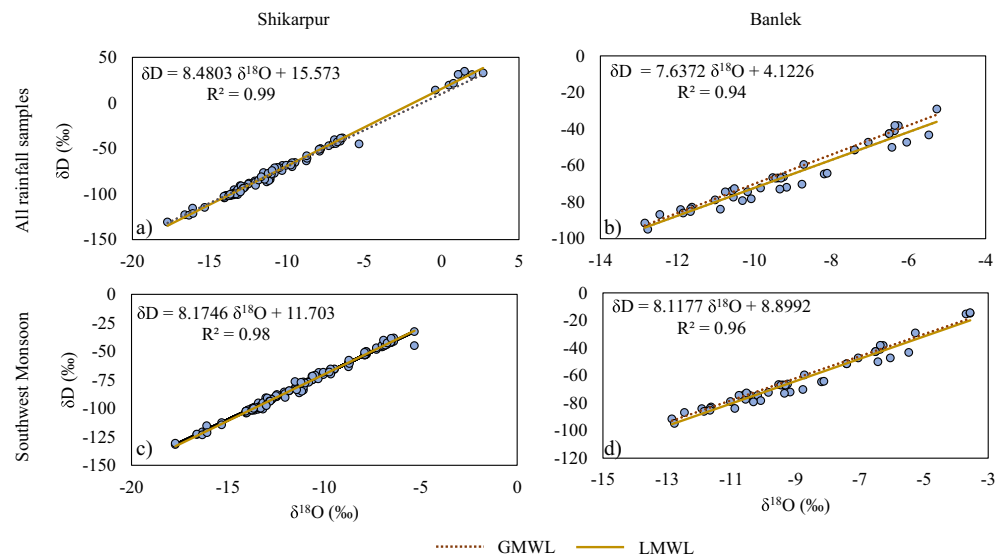 Shikarpur
Banlek
All rainfall samples
δD (‰)
50
0
-50
-100
-150
δD = 8.4803 δ¹⁸O + 15.573
R² = 0.99
a)
-20 -15 -10 -5 0 5
0
-20
-40
-60
-80
-100
δD = 7.6372 δ¹⁸O + 4.1226
R² = 0.94
b)
-14 -12 -10 -8 -6 -4
Southwest Monsoon
δD (‰)
0
-25
-50
-75
-100
-125
-150
δD = 8.1746 δ¹⁸O + 11.703
R² = 0.98
c)
-20 -15 -10 -5 0
δ¹⁸O (‰)
0
-20
-40
-60
-80
-100
-120
δD = 8.1177 δ¹⁸O + 8.8992
R² = 0.96
d)
-15 -13 -11 -9 -7 -5 -3
δ¹⁸O (‰)
GMWL LMWL